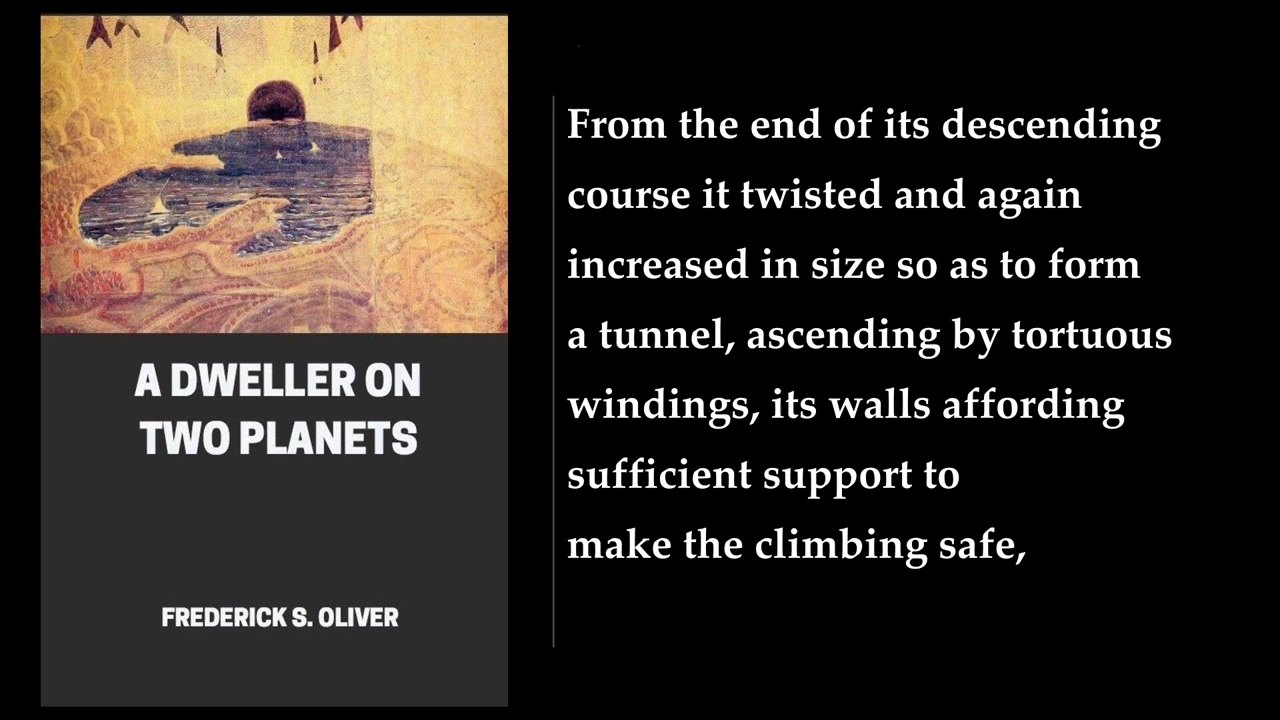 A DWELLER ON
TWO PLANETS
FREDERICK S. OLIVER
From the end of its descending
course it twisted and again
increased in size so as to form
a tunnel, ascending by tortuous
windings, its walls affording
sufficient support to
make the climbing safe,